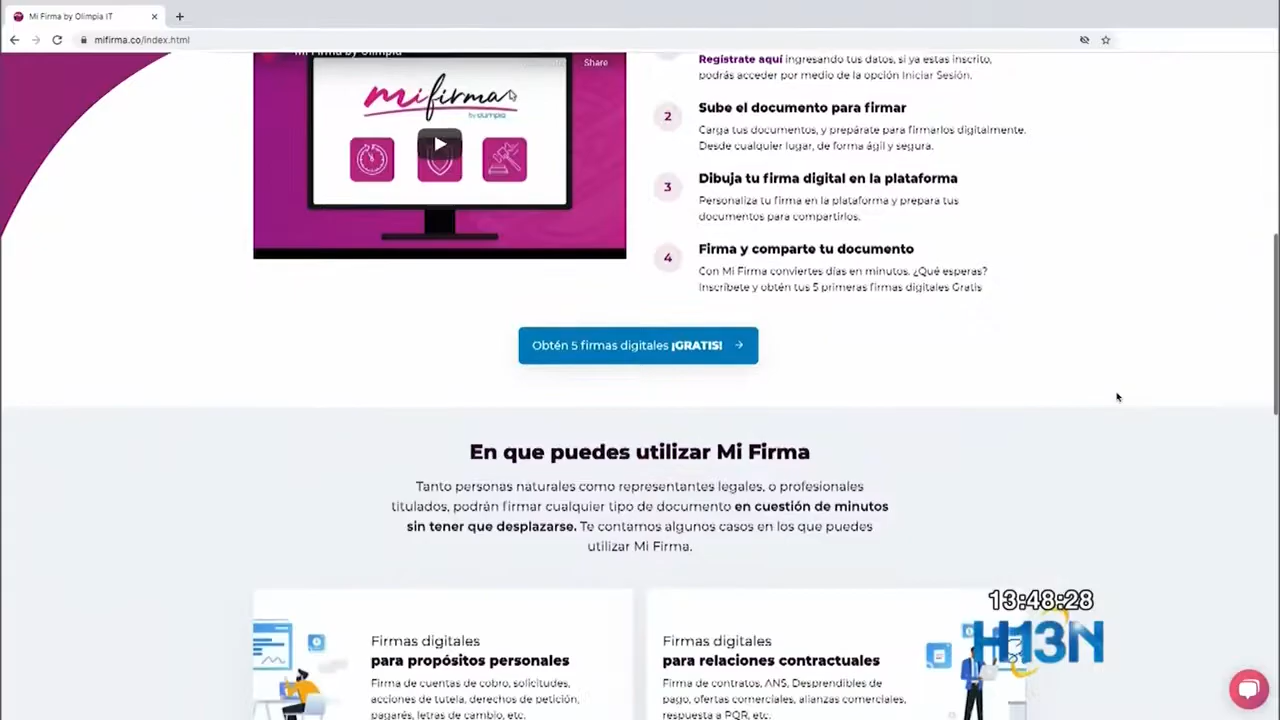 Mi Firma by Olimpia IT
mifirma.co/index.html
Mi Firma by Olimpia
Share
mifirma
by olimpia
Regístrate aquí ingresando tus datos, si ya estas inscrito,
podrás acceder por medio de la opción Iniciar Sesión.
2
Sube el documento para firmar
Carga tus documentos, y prepárate para firmarlos digitalmente.
Desde cualquier lugar, de forma ágil y segura.
3
Dibuja tu firma digital en la plataforma
Personaliza tu firma en la plataforma y prepara tus
documentos para compartirlos.
4
Firma y comparte tu documento
Con Mi Firma conviertes días en minutos. ¿Qué esperas?
Inscríbete y obtén tus 5 primeras firmas digitales Gratis
Obtén 5 firmas digitales ¡GRATIS!
En que puedes utilizar Mi Firma
Tanto personas naturales como representantes legales, o profesionales
titulados, podrán firmar cualquier tipo de documento en cuestión de minutos
sin tener que desplazarse. Te contamos algunos casos en los que puedes
utilizar Mi Firma.
Firmas digitales
para propósitos personales
Firma de cuentas de cobro, solicitudes,
acciones de tutela, derechos de petición,
pagarés, letras de cambio, etc.
Firmas digitales
para relaciones contractuales
Firma de contratos, ANS, Desprendibles de
pago, ofertas comerciales, alianzas comerciales,
respuesta a PQR, etc.
13:48:28
H13N